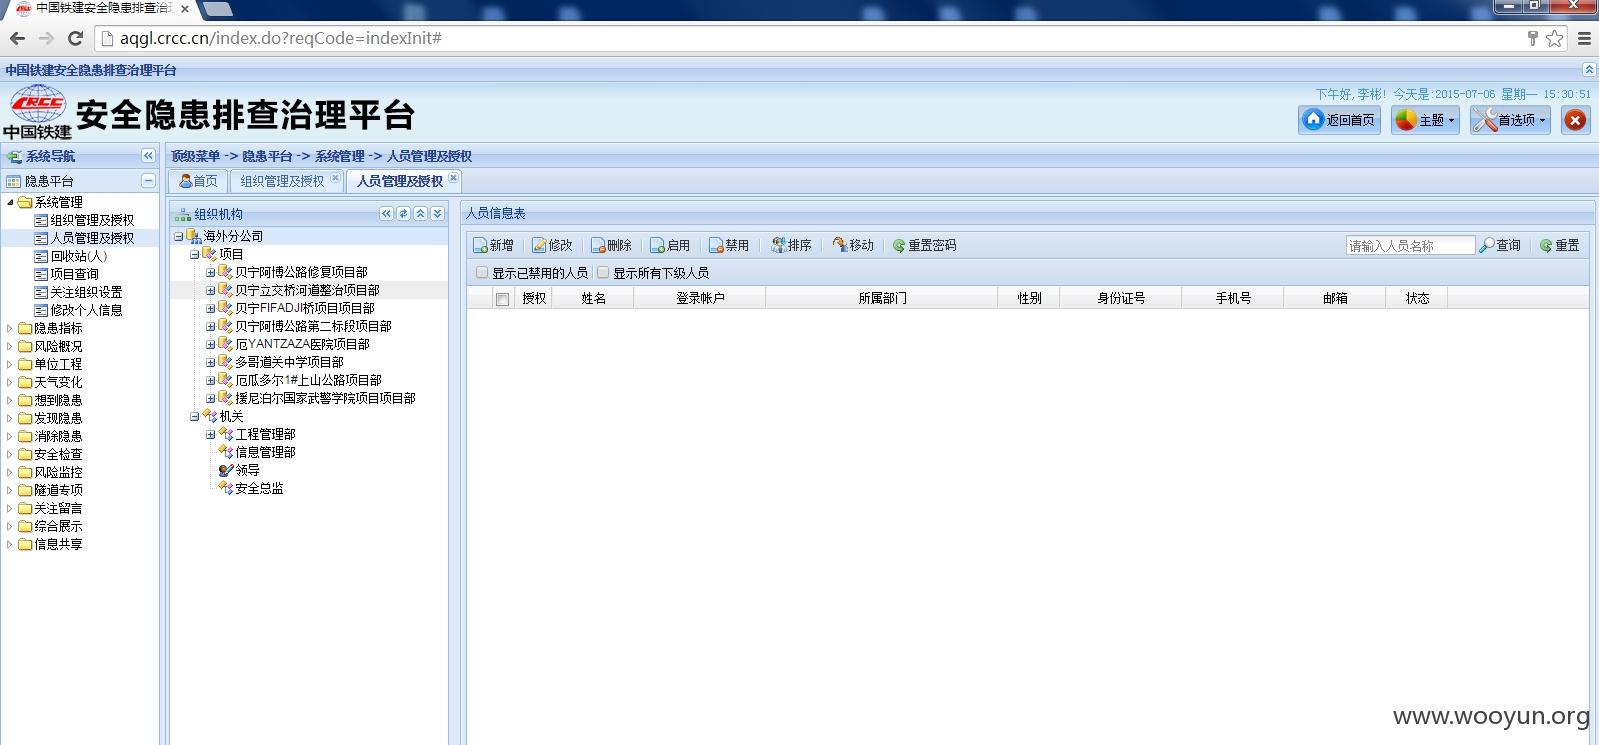 中国铁建安全隐患排查治理
aqgl.crcc.cn/index.do?reqCode=indexInit#
中国铁建安全隐患排查治理平台
CRCC
中国铁建
安全隐患排查治理平台
下午好,李彬! 今天是:2015-07-06 星期一 15:30:51
返回首页 主题 首选项
系统导航
顶级菜单 -> 隐患平台 -> 系统管理 -> 人员管理及授权
隐患平台
首页 组织管理及授权 人员管理及授权
系统管理
组织管理及授权
人员管理及授权
回收站(人)
项目查询
关注组织设置
修改个人信息
隐患指标
风险概况
单位工程
天气变化
想到隐患
发现隐患
消除隐患
安全检查
风险监控
隧道专项
关注留言
综合展示
信息共享
组织机构
海外分公司
项目
贝宁阿博公路修复项目部
贝宁立交桥河道整治项目部
贝宁FIFADJI桥项目项目部
贝宁阿博公路第二标段项目部
厄YANTZAZA医院项目部
多哥道关中学项目部
厄瓜多尔1#上山公路项目部
援尼泊尔国家武警学院项目项目部
机关
工程管理部
信息管理部
领导
安全总监
人员信息表
新增 修改 删除 启用 禁用 排序 移动 重置密码 请输入人员名称 查询 重置
显示已禁用的人员 显示所有下级人员
授权 姓名 登录帐户 所属部门 性别 身份证号 手机号 邮箱 状态
www.wooyun.org